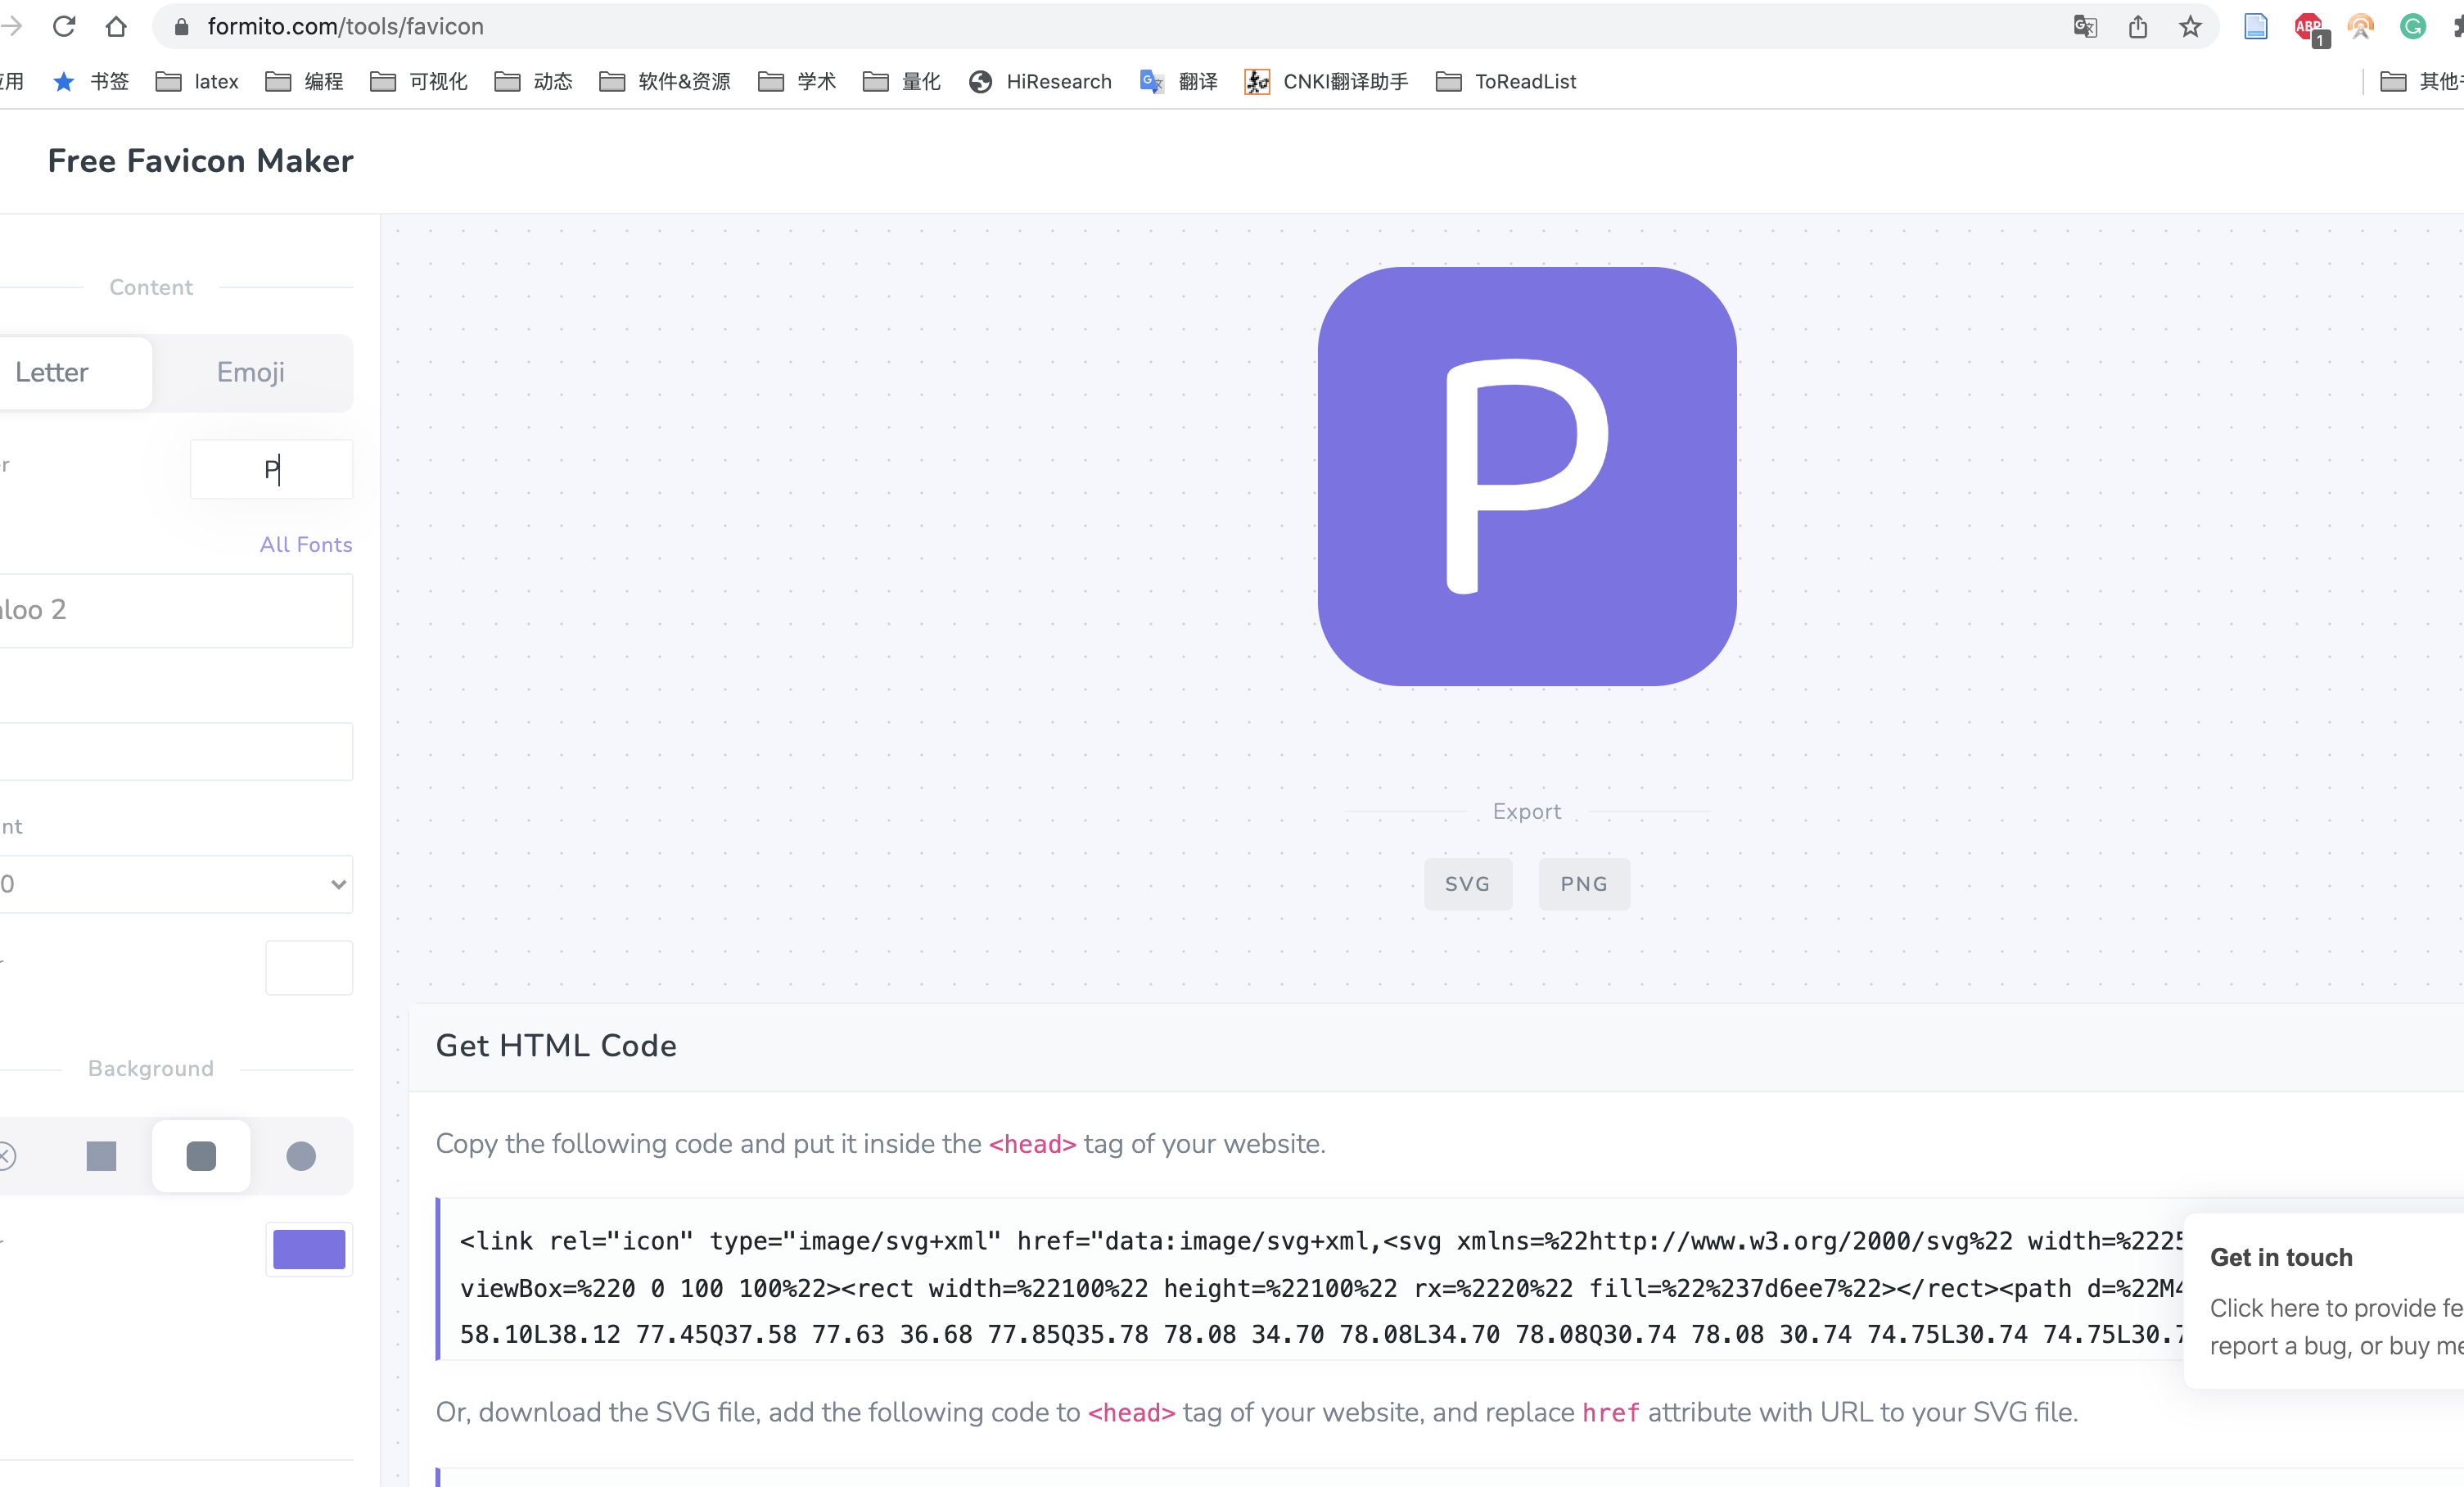 formito.com/tools/favicon
ABP 1
应用 书签 latex 编程 可视化 动态 软件&资源 学术 量化 HiResearch 翻译 CNKI翻译助手 ToReadList
Free Favicon Maker
Content
Letter Emoji
P
All Fonts
loo 2
nt
0
Background
P
Export
SVG PNG
Get HTML Code
Copy the following code and put it inside the <head> tag of your website.
<link rel="icon" type="image/svg+xml" href="data:image/svg+xml,<svg xmlns=%22http://www.w3.org/2000/svg%22 width=%2225
viewBox=%220 0 100 100%22><rect width=%22100%22 height=%22100%22 rx=%2220%22 fill=%22%237d6ee7%22></rect><path d=%22M4
58.10L38.12 77.45Q37.58 77.63 36.68 77.85Q35.78 78.08 34.70 78.08L34.70 78.08Q30.74 78.08 30.74 74.75L30.74 74.75L30.7
Get in touch
Click here to provide fe
report a bug, or buy me
Or, download the SVG file, add the following code to <head> tag of your website, and replace href attribute with URL to your SVG file.